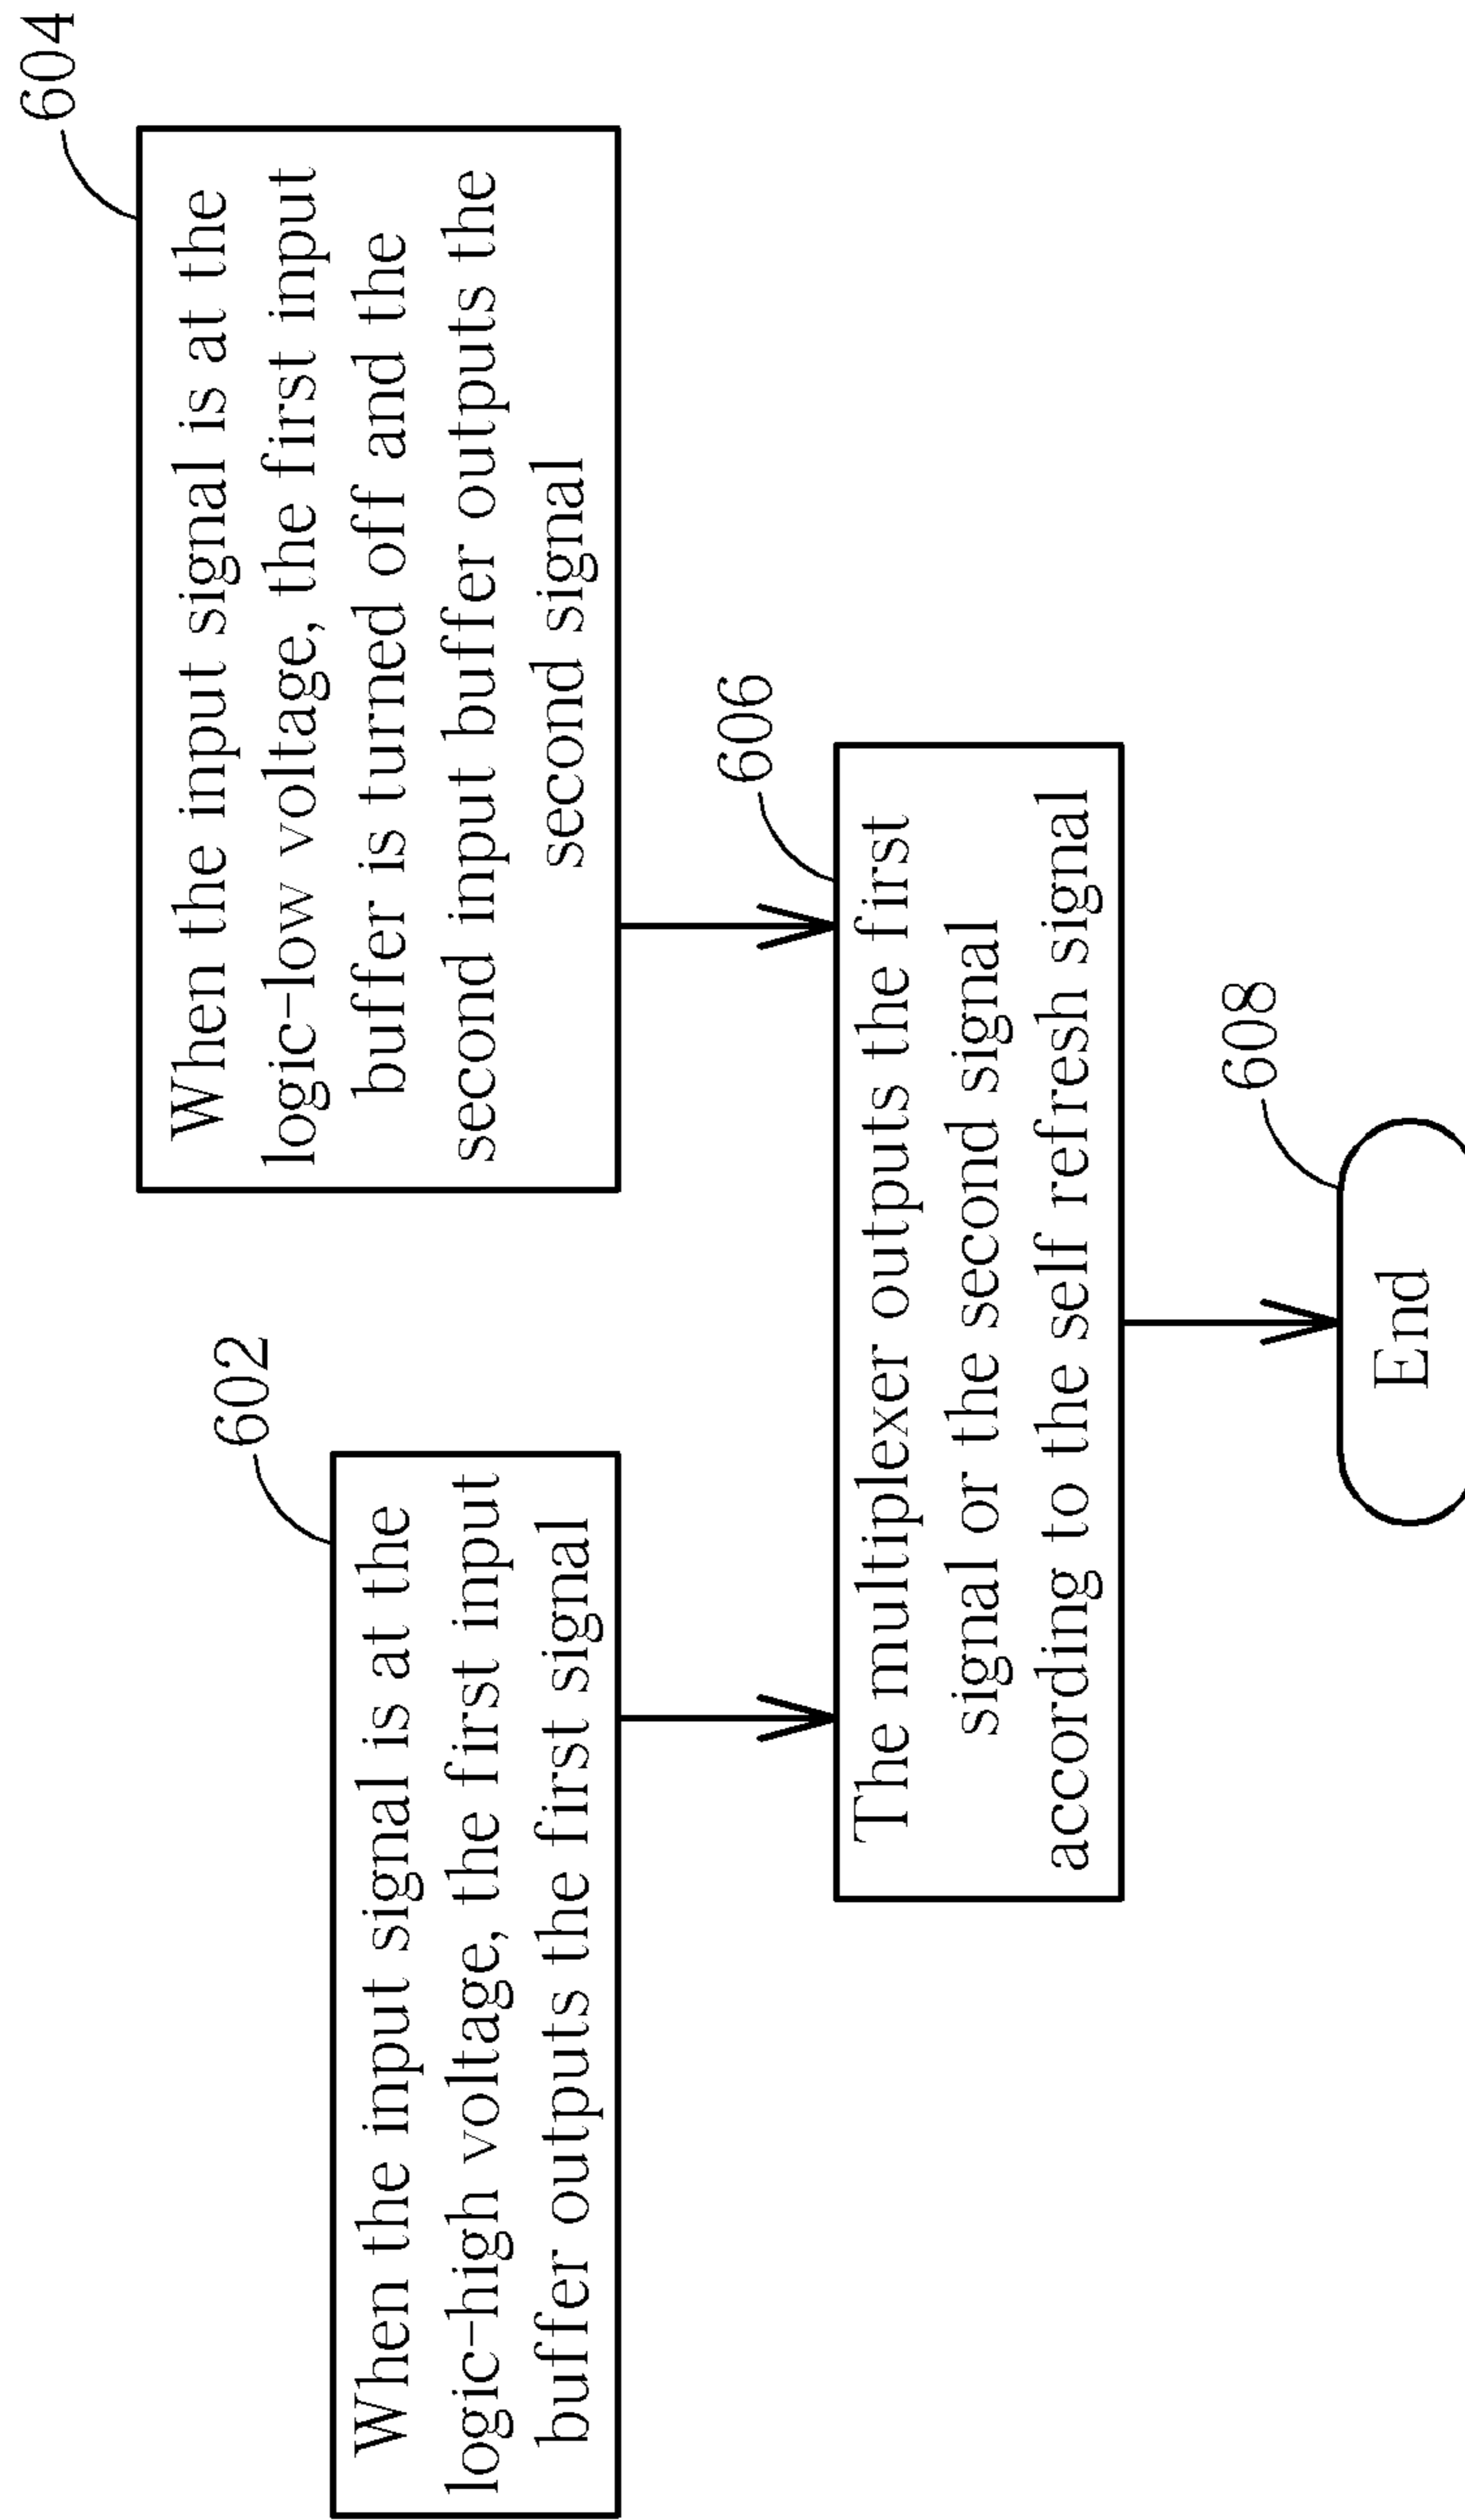 602
When the input signal is at the
logic-high voltage, the first input
buffer outputs the first signal
604
When the input signal is at the
logic-low voltage, the first input
buffer is turned off and the
second input buffer outputs the
second signal
606
The multiplexer outputs the first
signal or the second signal
according to the self refresh signal
608
End